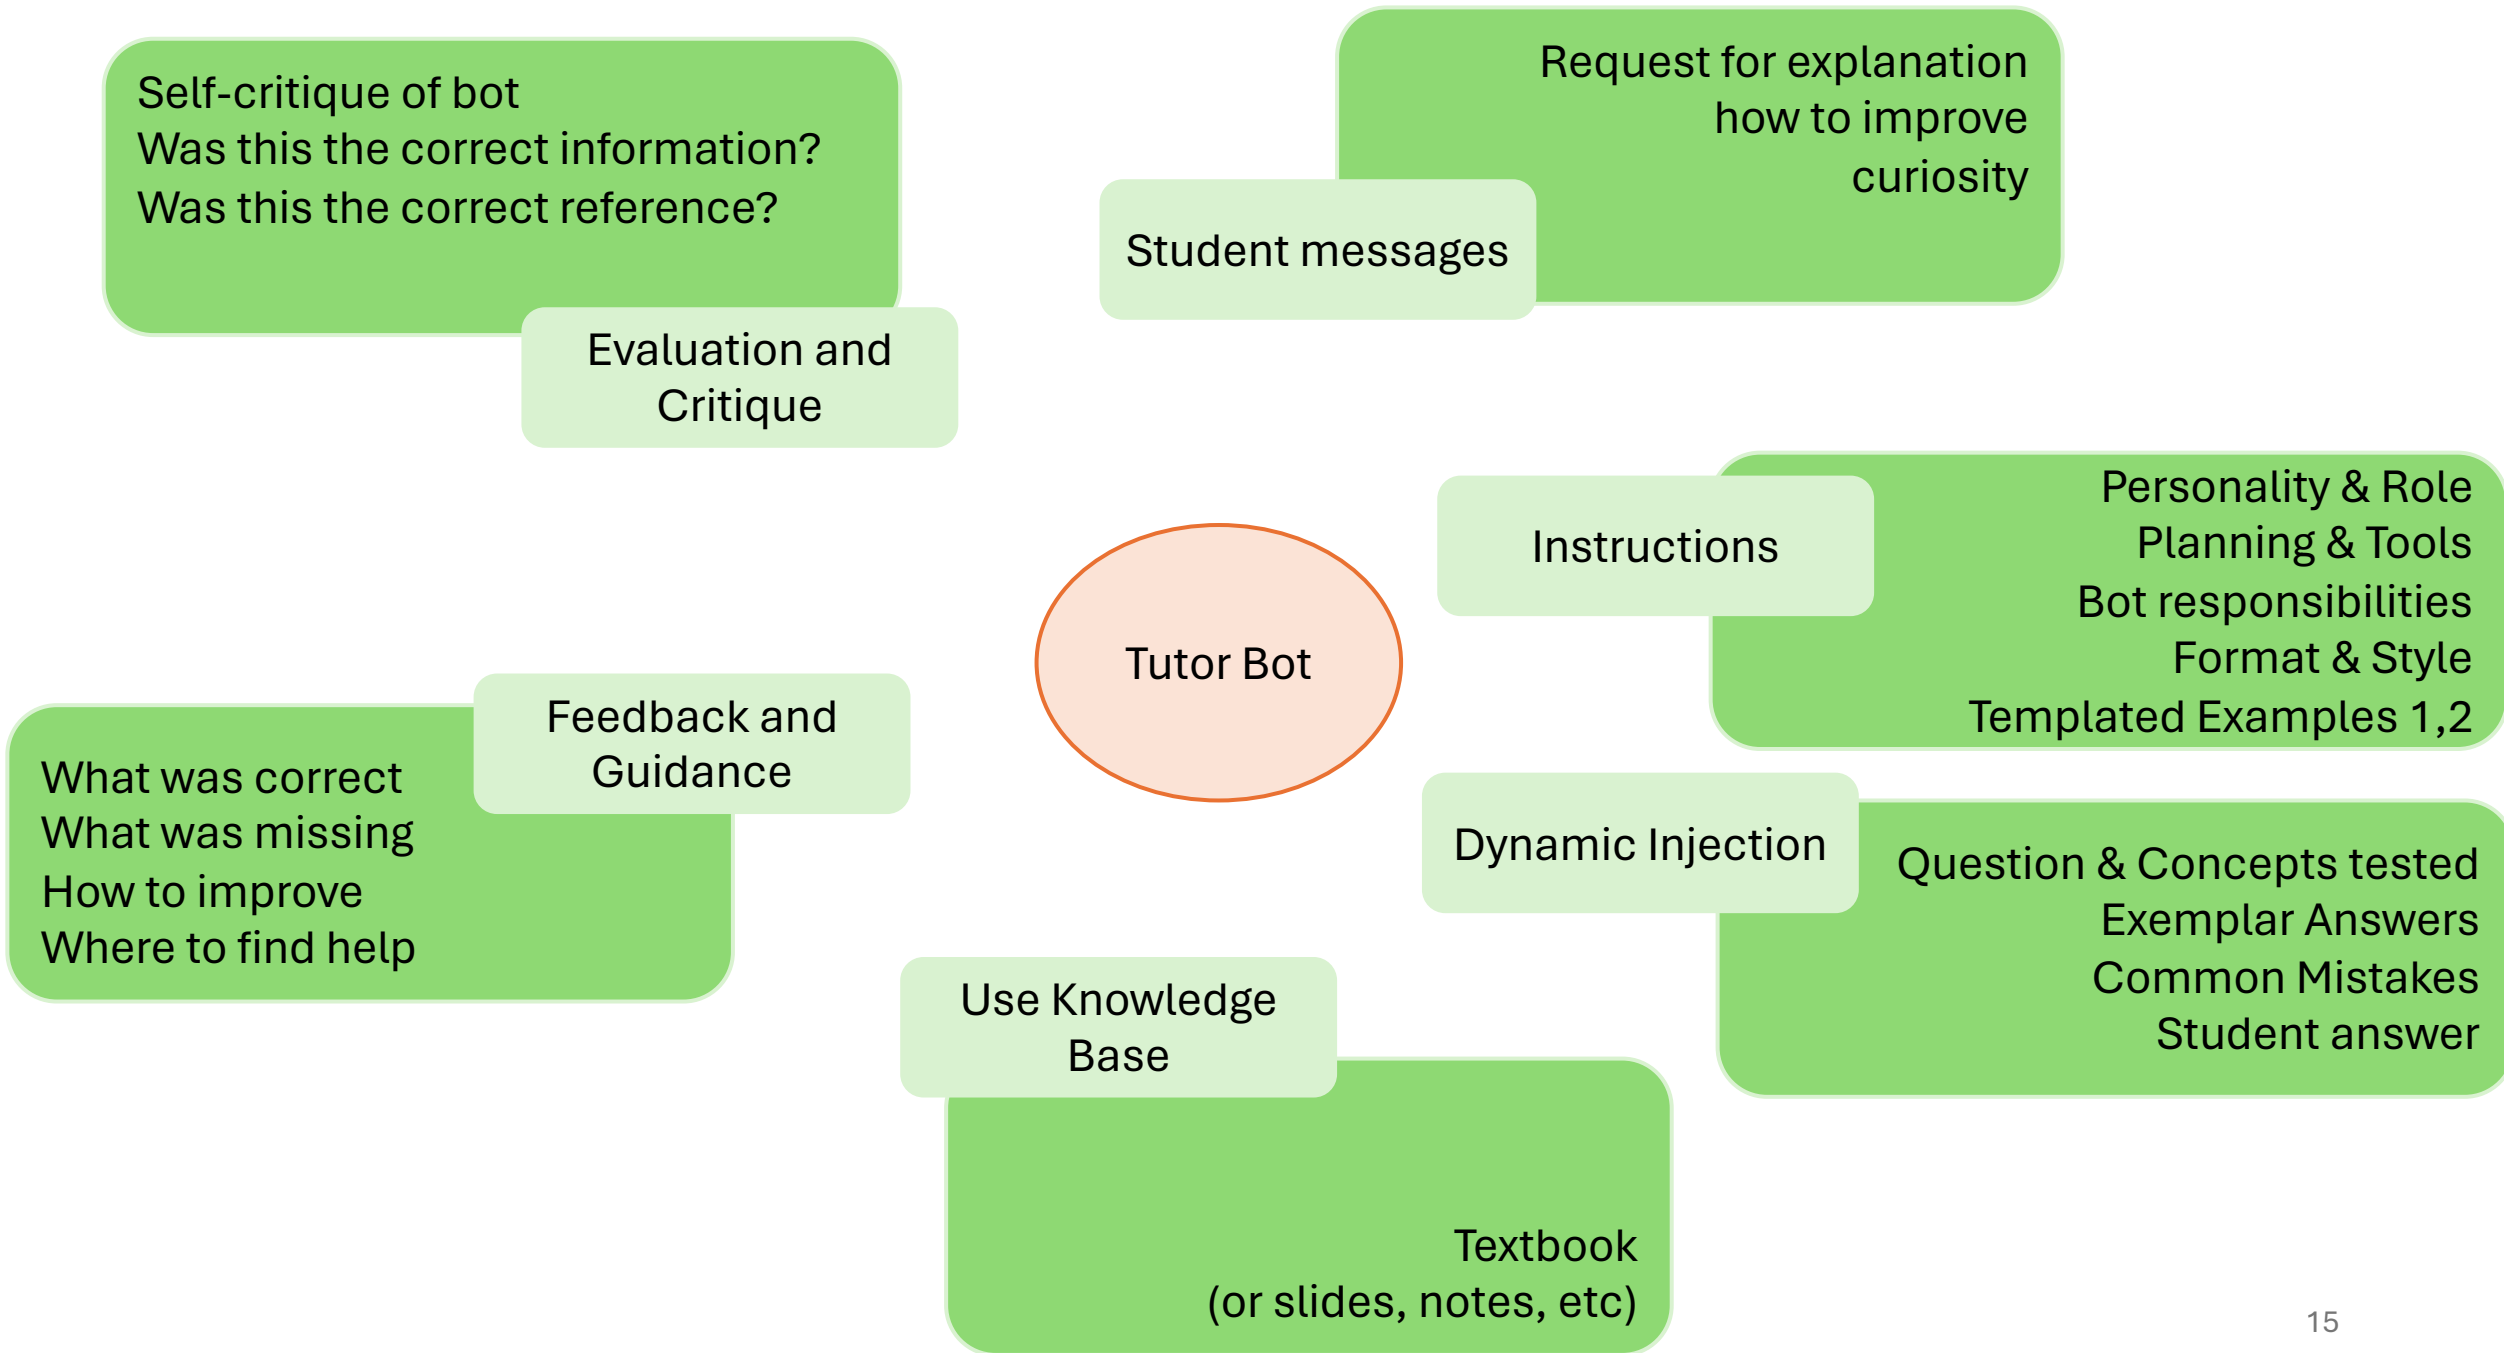 Self-critique of bot
Was this the correct information?
Was this the correct reference?
Evaluation and
Critique
Request for explanation
how to improve
curiosity
Student messages
Tutor Bot
Instructions
Personality & Role
Planning & Tools
Bot responsibilities
Format & Style
Templated Examples 1,2
Feedback and
Guidance
What was correct
What was missing
How to improve
Where to find help
Dynamic Injection
Question & Concepts tested
Exemplar Answers
Common Mistakes
Student answer
Use Knowledge
Base
Textbook
(or slides, notes, etc)
15